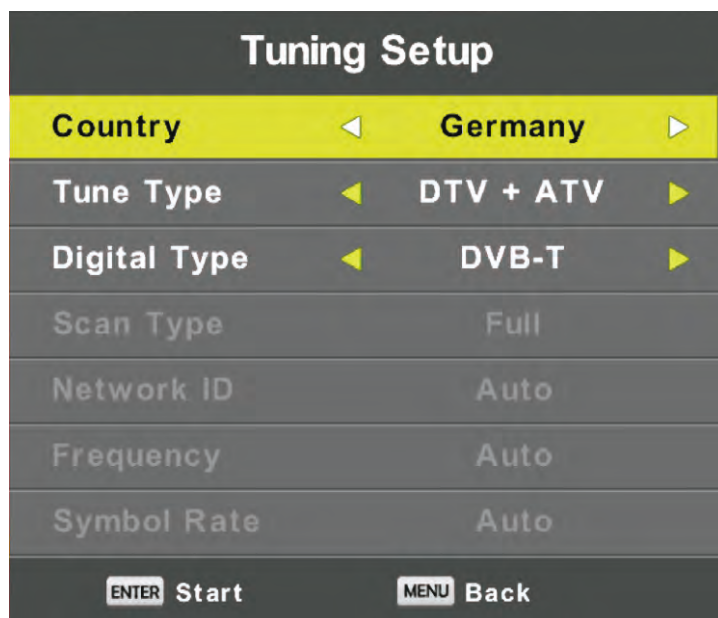 Tuning Setup
Country Germany
Tune Type DTV + ATV
Digital Type DVB-T
Scan Type Full
Network ID Auto
Frequency Auto
Symbol Rate Auto
ENTER Start MENU Back